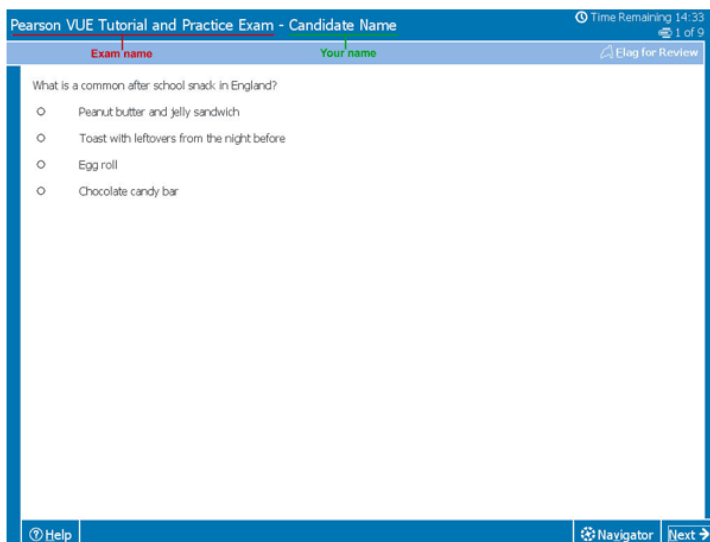 Pearson VUE Tutorial and Practice Exam - Candidate Name
Time Remaining 14:33
1 of 9
Exam name
Your name
Flag for Review
What is a common after school snack in England?
Peanut butter and jelly sandwich
Toast with leftovers from the night before
Egg roll
Chocolate candy bar
Help
Navigator
Next